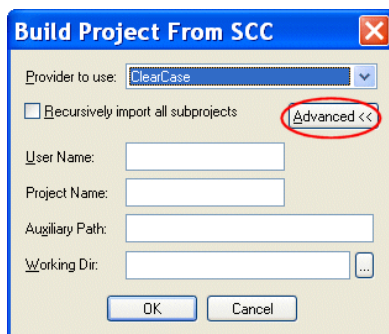 Build Project From SCC
Provider to use: ClearCase
Recursively import all subprojects
Advanced <<
User Name:
Project Name:
Auxiliary Path:
Working Dir:
...
OK Cancel